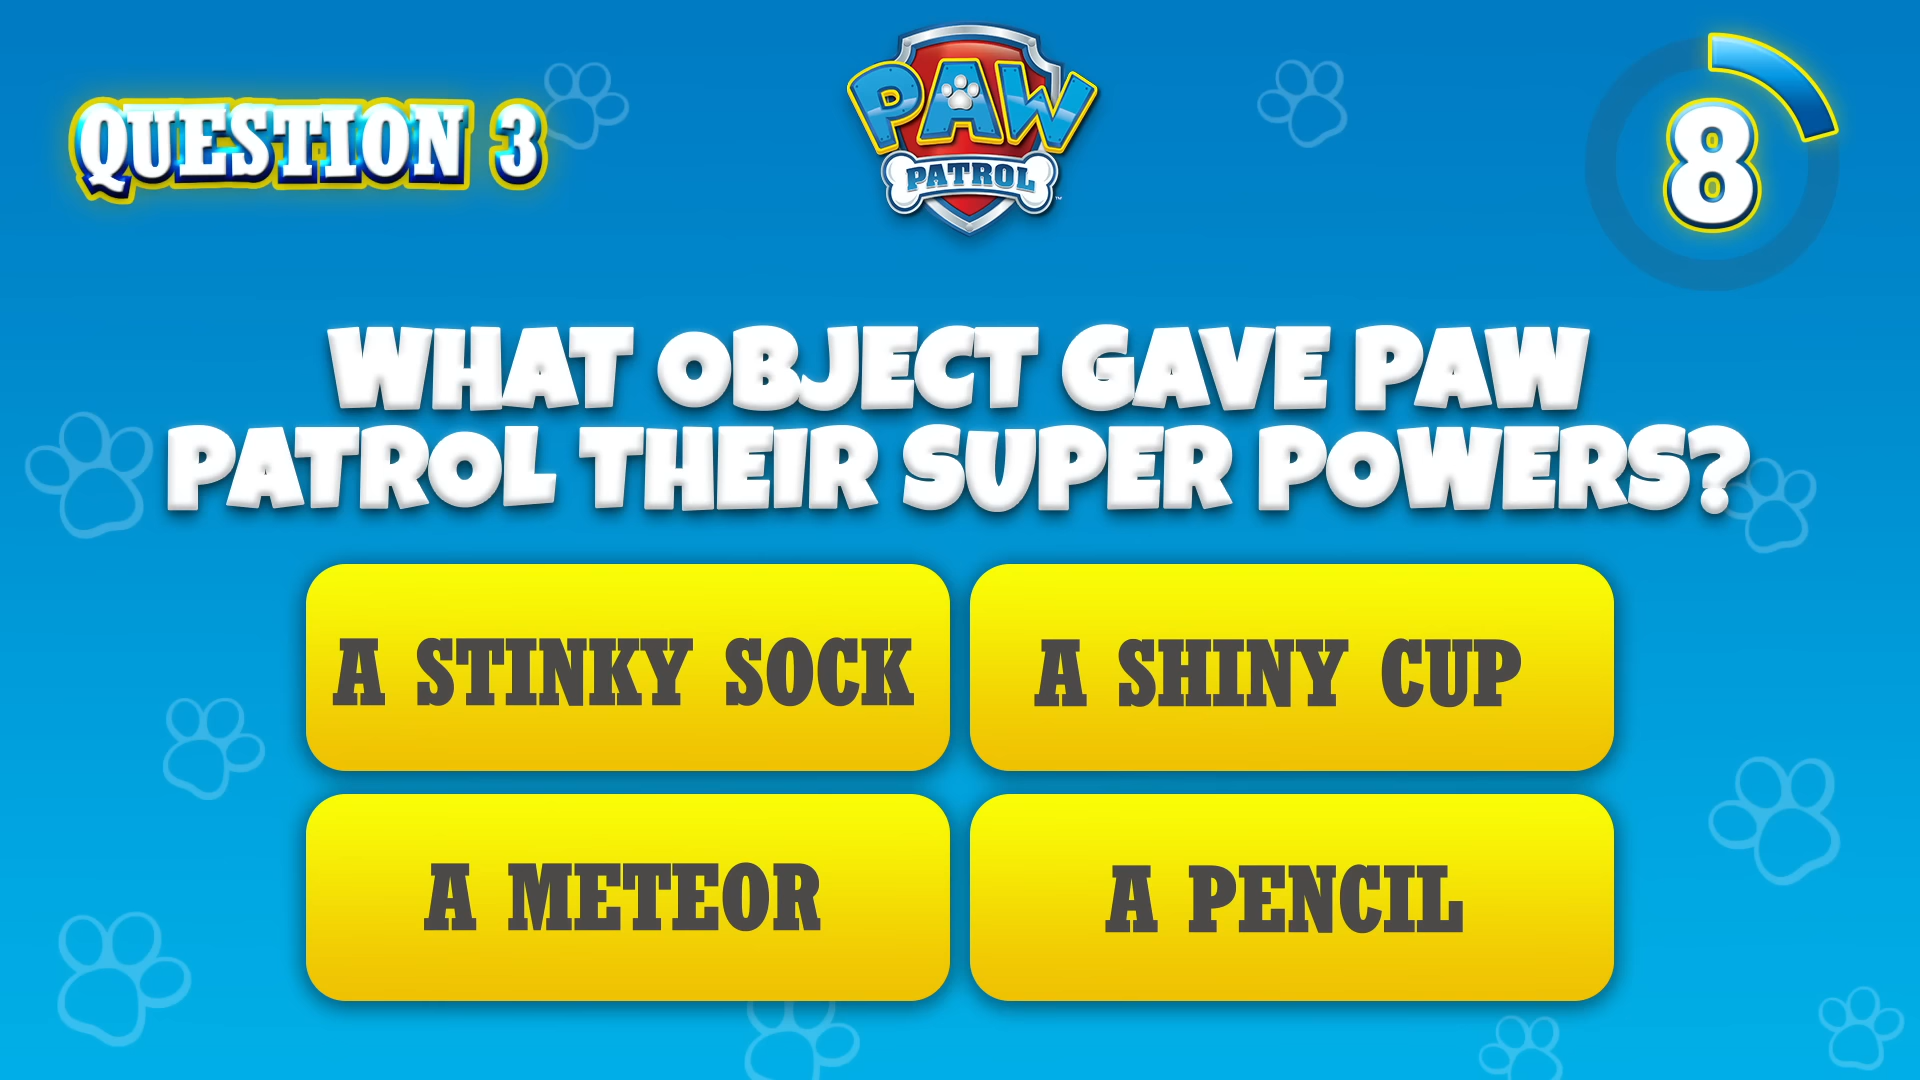 QUESTION 3
PAW
PATROL
8
WHAT OBJECT GAVE PAW
PATROL THEIR SUPER POWERS?
A STINKY SOCK
A SHINY CUP
A METEOR
A PENCIL